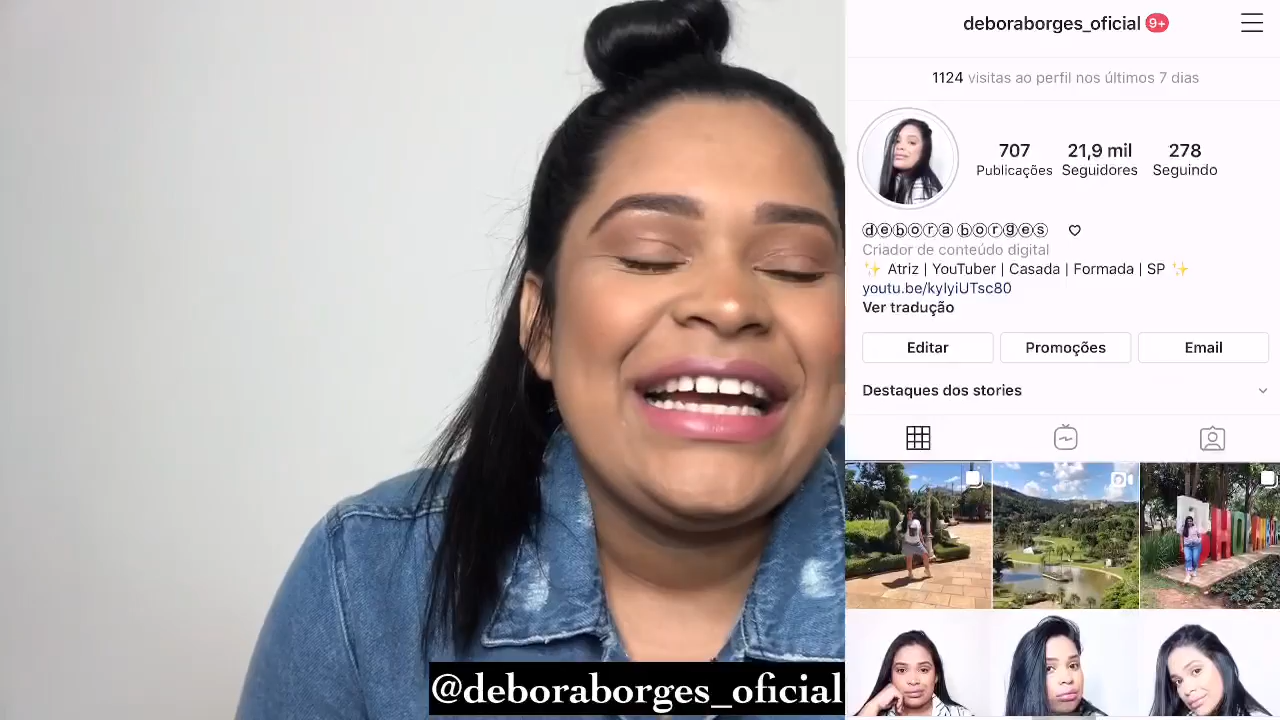 deboraborges_oficial 9+
1124 visitas ao perfil nos últimos 7 dias
707 21,9 mil 278
Publicações Seguidores Seguindo
ⓓⓔⓑⓞⓡⓐ ⓑⓞⓡⓖⓔⓢ ♡
Criador de conteúdo digital
✨ Atriz | YouTuber | Casada | Formada | SP ✨
youtu.be/kylyiUTsc80
Ver tradução
Editar Promoções Email
Destaques dos stories
@deboraborges_oficial